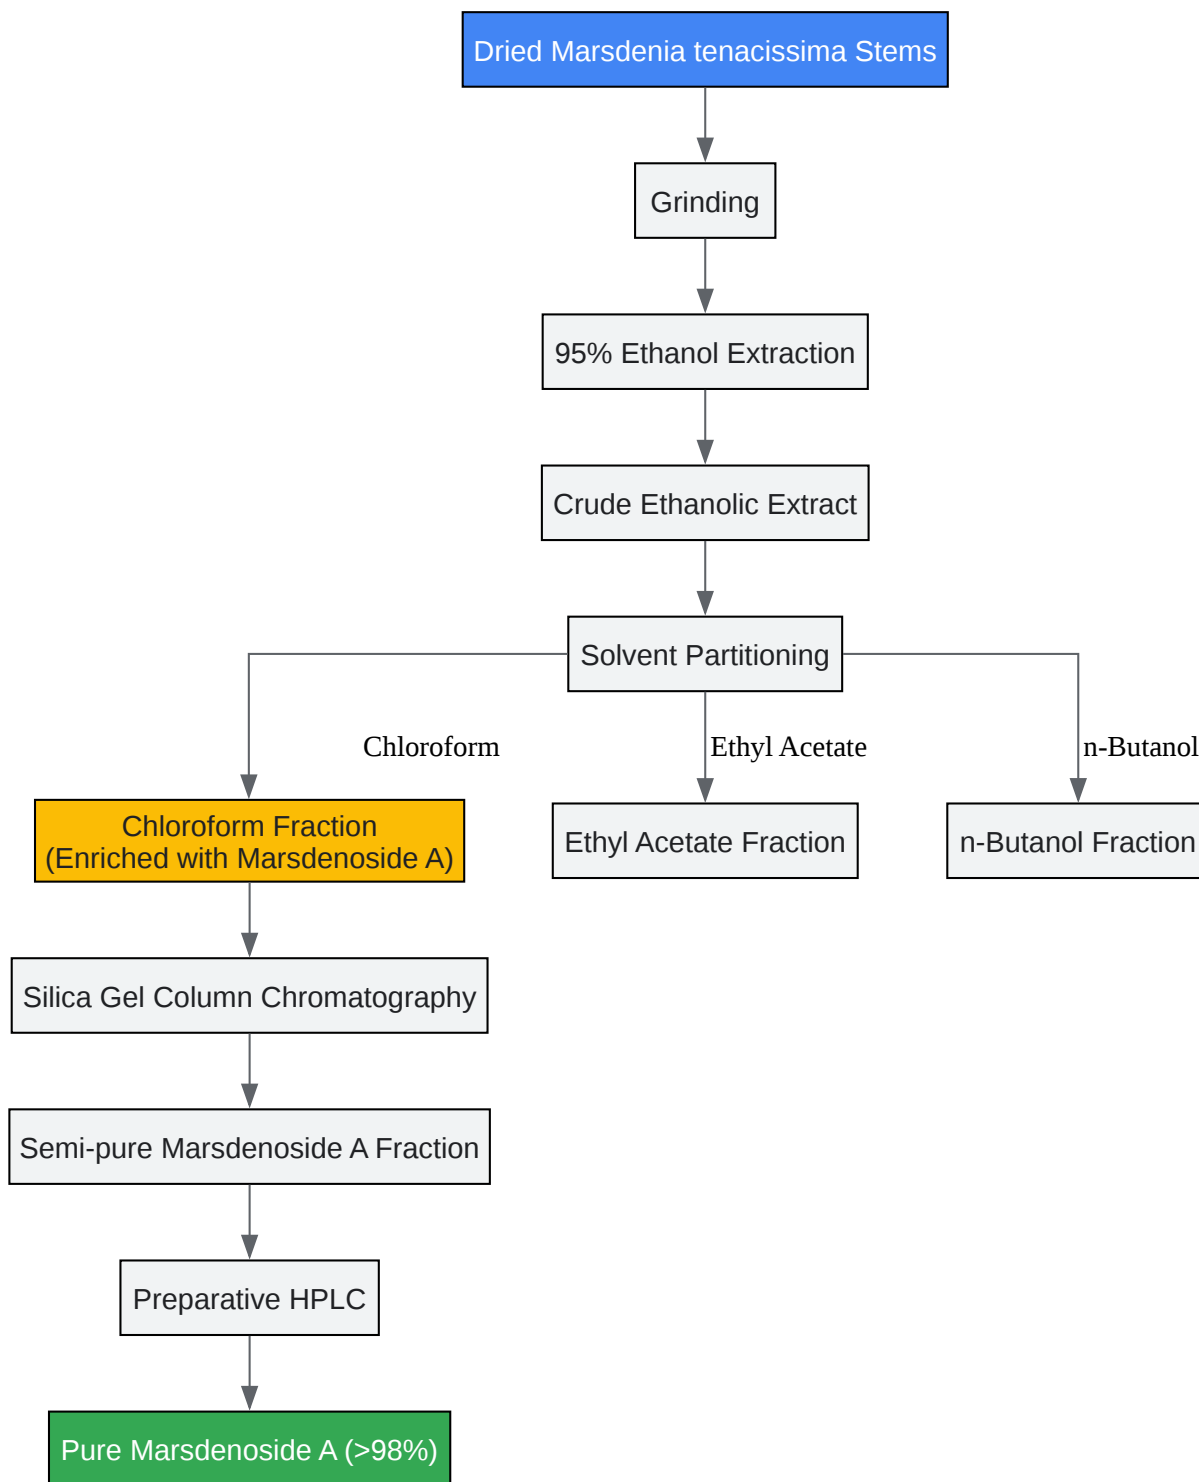 Dried Marsdenia tenacissima Stems
Grinding
95% Ethanol Extraction
Crude Ethanolic Extract
Solvent Partitioning
Chloroform
Ethyl Acetate
n-Butanol
Chloroform Fraction
(Enriched with Marsdenoside A)
Ethyl Acetate Fraction
n-Butanol Fraction
Silica Gel Column Chromatography
Semi-pure Marsdenoside A Fraction
Preparative HPLC
Pure Marsdenoside A (>98%)